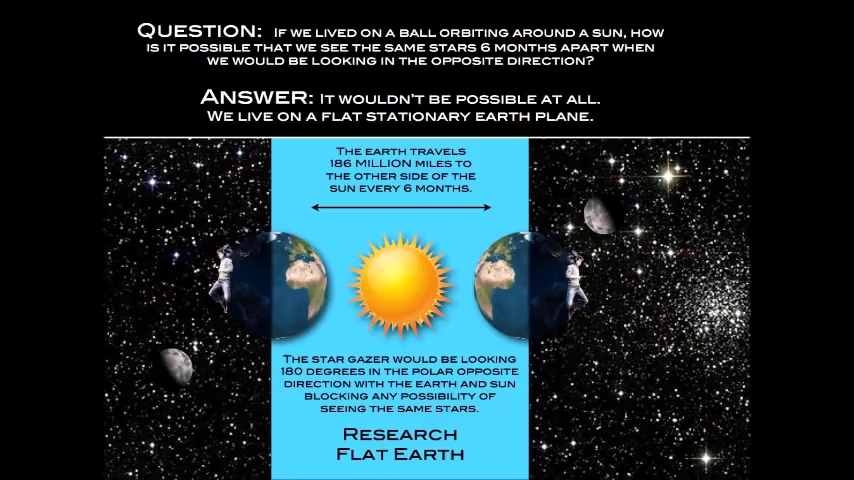 QUESTION: IF WE LIVED ON A BALL ORBITING AROUND A SUN, HOW
IS IT POSSIBLE THAT WE SEE THE SAME STARS 6 MONTHS APART WHEN
WE WOULD BE LOOKING IN THE OPPOSITE DIRECTION?
ANSWER: IT WOULDN'T BE POSSIBLE AT ALL.
WE LIVE ON A FLAT STATIONARY EARTH PLANE.
THE EARTH TRAVELS
186 MILLION MILES TO
THE OTHER SIDE OF THE
SUN EVERY 6 MONTHS.
THE STAR GAZER WOULD BE LOOKING
180 DEGREES IN THE POLAR OPPOSITE
DIRECTION WITH THE EARTH AND SUN
BLOCKING ANY POSSIBILITY OF
SEEING THE SAME STARS.
RESEARCH
FLAT EARTH